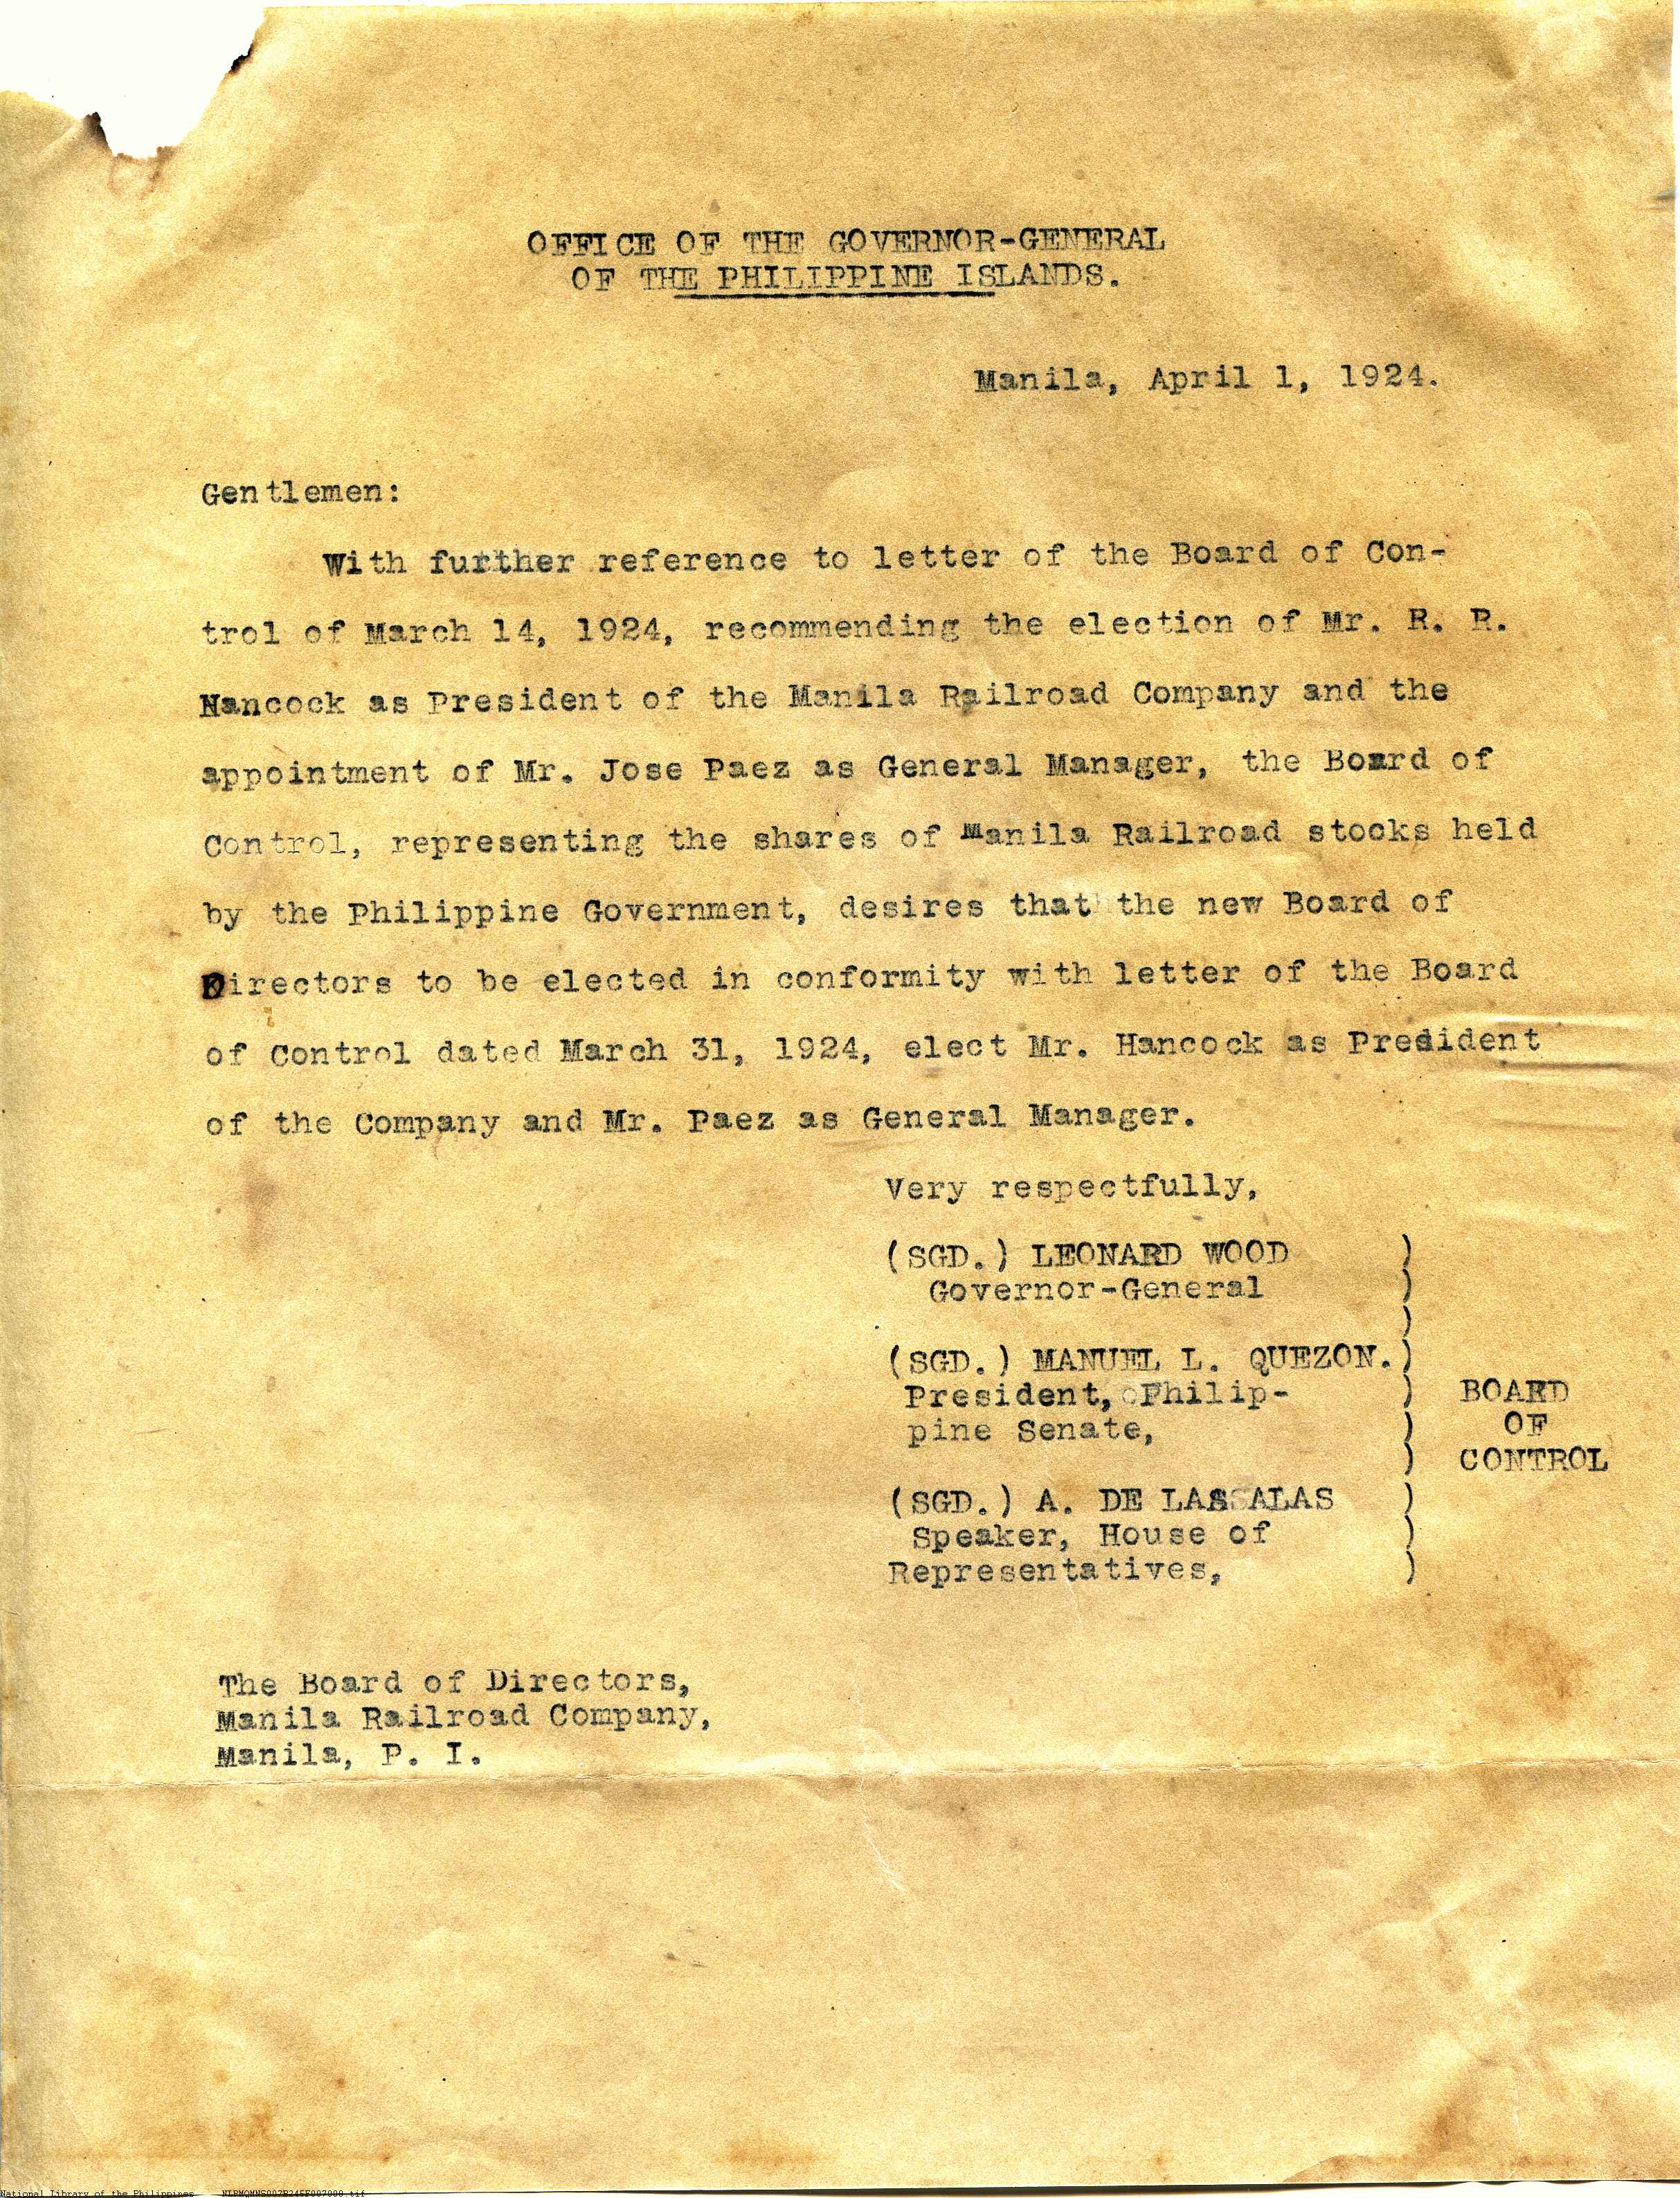 OFFICE OF THE GOVERNOR-GENERAL
OF THE PHILIPPINE ISLANDS.
Manila, April 1, 1924.
Gentlemen:
With further reference to letter of the Board of Con-
trol of March 14, 1924, recommending the election of Mr. R. R.
Hancock as President of the Manila Railroad Company and the
appointment of Mr. Jose Paez as General Manager, the Board of
Control, representing the shares of Manila Railroad stocks held
by the Philippine Government, desires that the new Board of
Directors to be elected in conformity with letter of the Board
of Control dated March 31, 1924, elect Mr. Hancock as President
of the Company and Mr. Paez as General Manager.
Very respectfully,
(SGD.) LEONARD WOOD )
Governor-General )
)
(SGD.) MANUEL L. QUEZON. )
President, Philip- ) BOARD
pine Senate, ) OF
) CONTROL
(SGD.) A. DE LAS ALAS )
Speaker, House of )
Representatives, )
The Board of Directors,
Manila Railroad Company,
Manila, P. I.
National Library of the Philippines